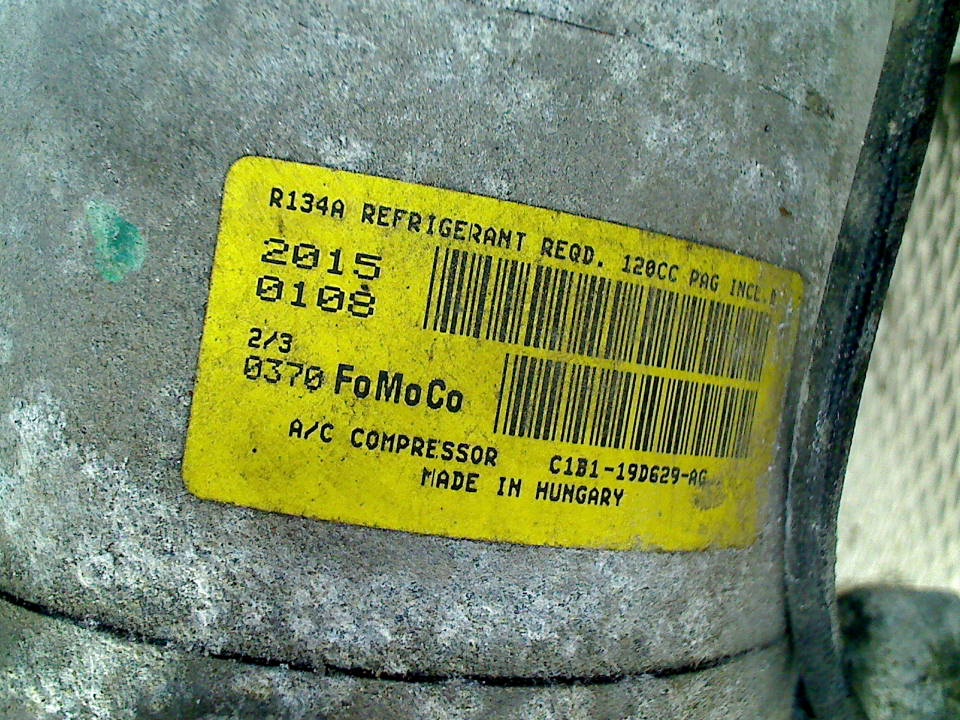 R134A REFRIGERANT REQD. 120CC PAG INCL.
2015
0108
2/3
0370 FoMoCo
A/C COMPRESSOR C1B1-19D629-AG
MADE IN HUNGARY